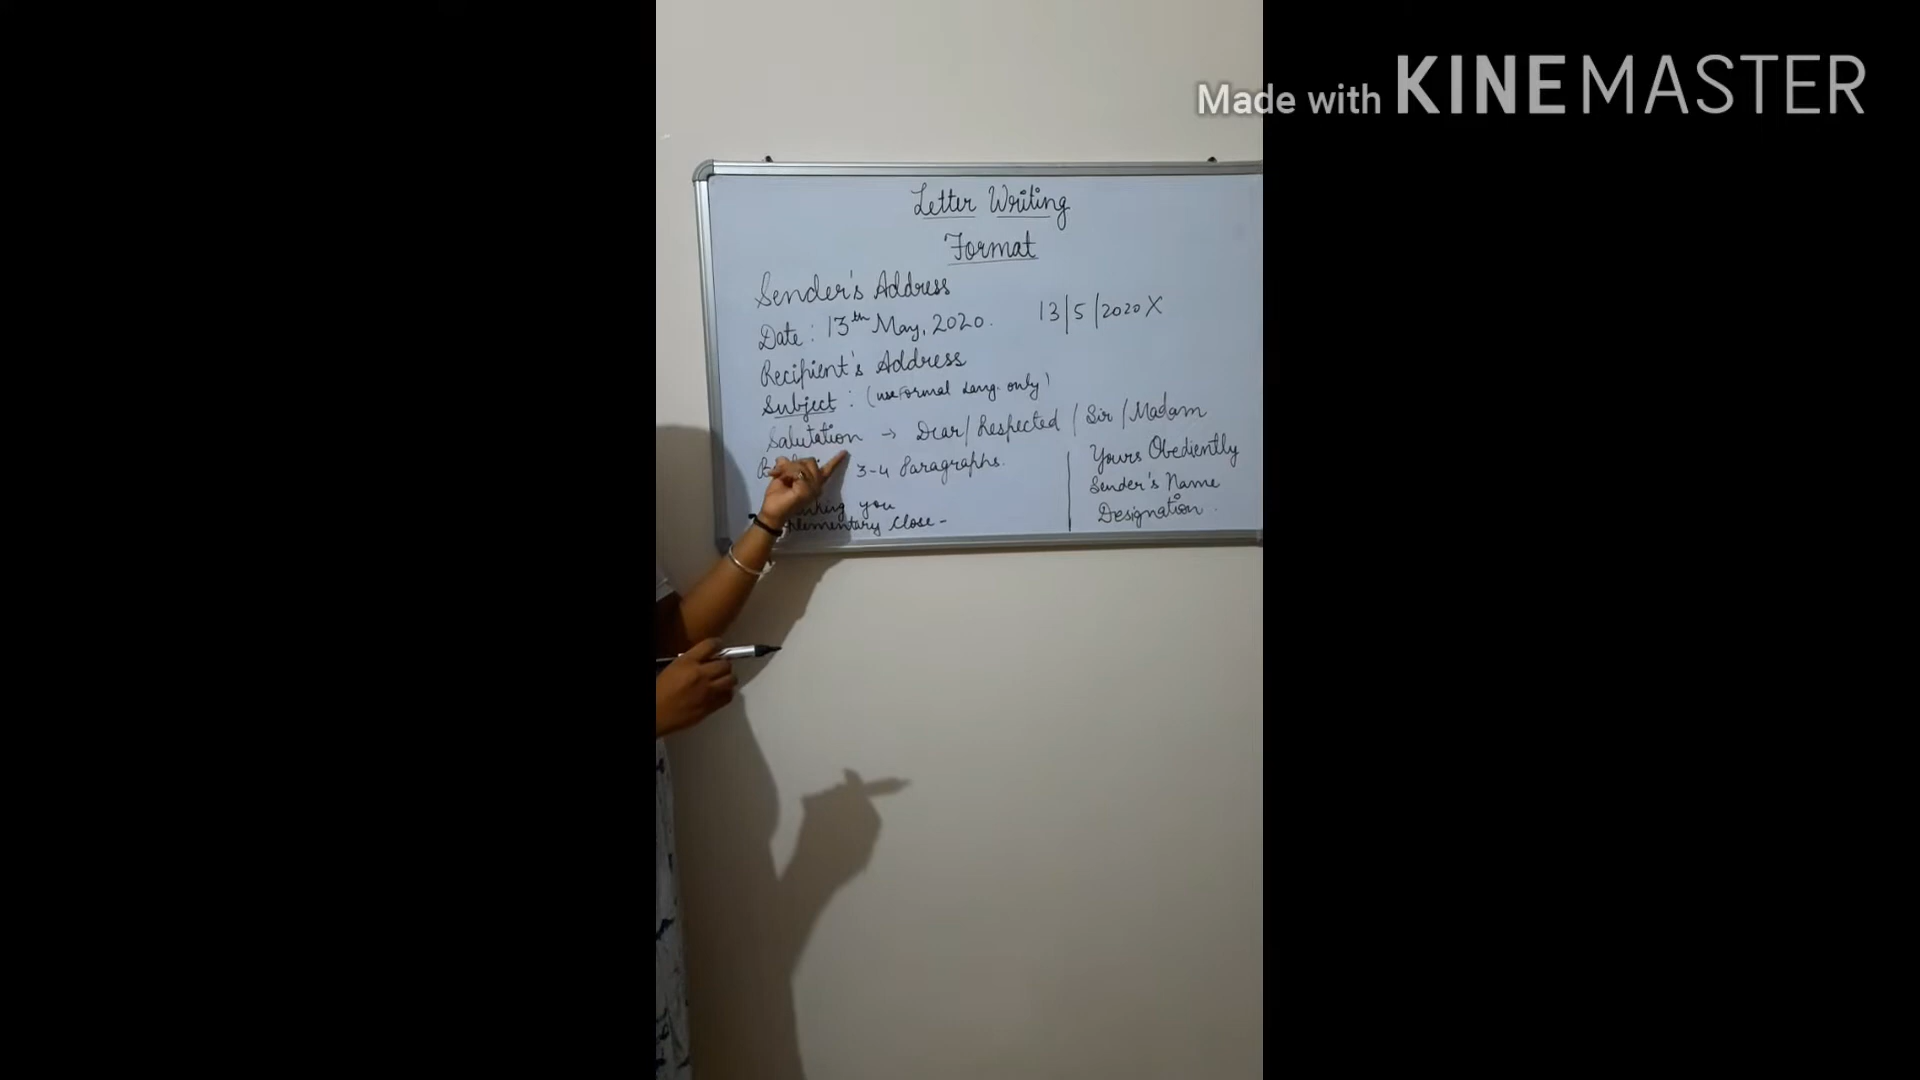 Made with KINEMASTER
Letter Writing
Format
Sender's Address
Date: 13th May, 2020.
13/5/2020 X
Recipient's Address
Subject: (use Formal Lang. only)
Salutation → Dear/Respected/Sir/Madam
3-4 Paragraphs.
you
Close -
Yours Obediently
Sender's Name
Designation.